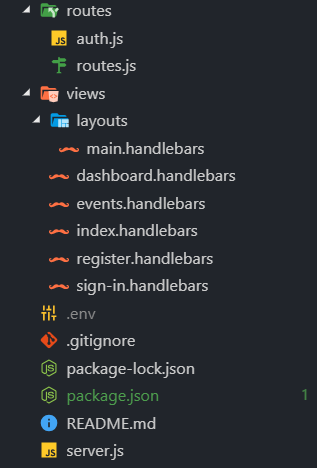 routes
JS auth.js
routes.js
views
layouts
main.handlebars
dashboard.handlebars
events.handlebars
index.handlebars
register.handlebars
sign-in.handlebars
.env
.gitignore
JS package-lock.json
JS package.json 1
i README.md
JS server.js